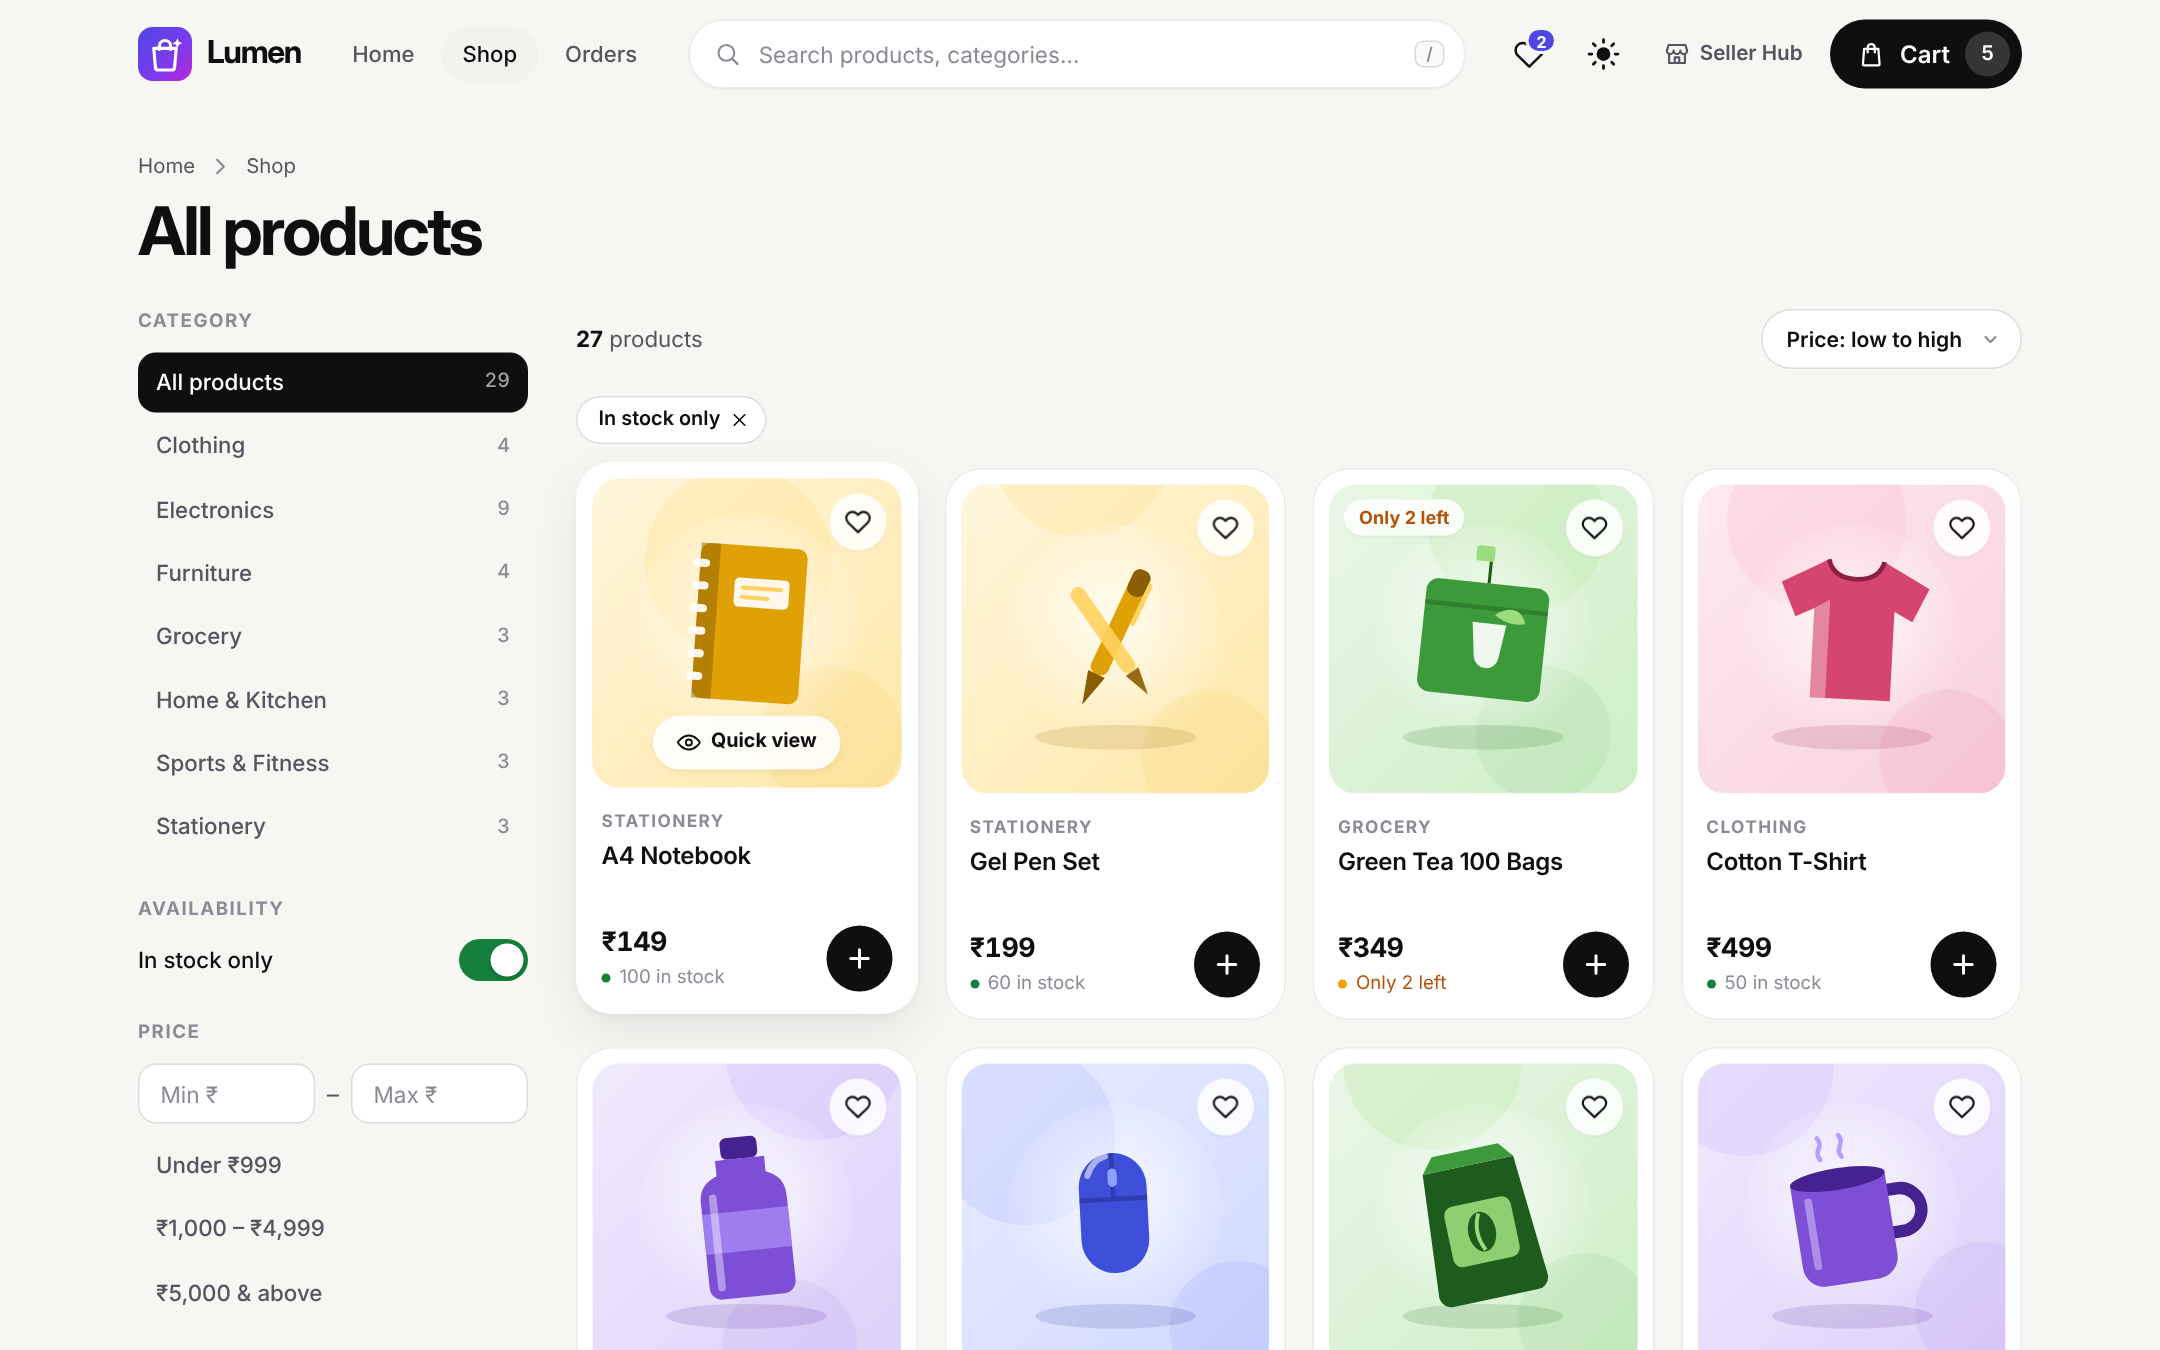 Lumen
Home
Shop
Orders
Search products, categories...
/
2
Seller Hub
Cart
5
Home
Shop
All products
CATEGORY
All products 29
Clothing 4
Electronics 9
Furniture 4
Grocery 3
Home & Kitchen 3
Sports & Fitness 3
Stationery 3
AVAILABILITY
In stock only
PRICE
Min ₹ – Max ₹
Under ₹999
₹1,000 – ₹4,999
₹5,000 & above
27 products
Price: low to high
In stock only
Quick view
STATIONERY
A4 Notebook
₹149
100 in stock
STATIONERY
Gel Pen Set
₹199
60 in stock
Only 2 left
GROCERY
Green Tea 100 Bags
₹349
Only 2 left
CLOTHING
Cotton T-Shirt
₹499
50 in stock